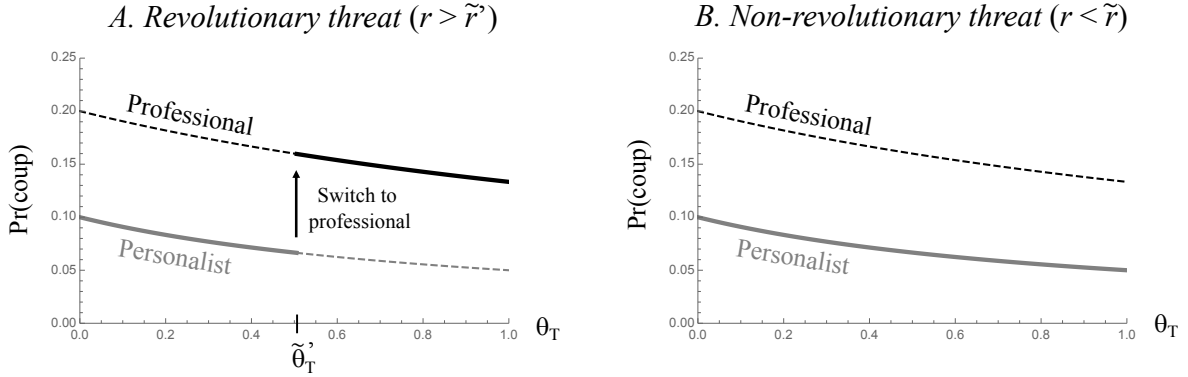 A. Revolutionary threat (r > r̃’)
0.25
0.20
0.15
0.10
0.05
0.00
Pr(coup)
Professional
Switch to
professional
Personalist
0.0 0.2 0.4 0.6 0.8 1.0
θ_T
θ̃_T’
B. Non-revolutionary threat (r < r̃)
0.25
0.20
0.15
0.10
0.05
0.00
Pr(coup)
Professional
Personalist
0.0 0.2 0.4 0.6 0.8 1.0
θ_T